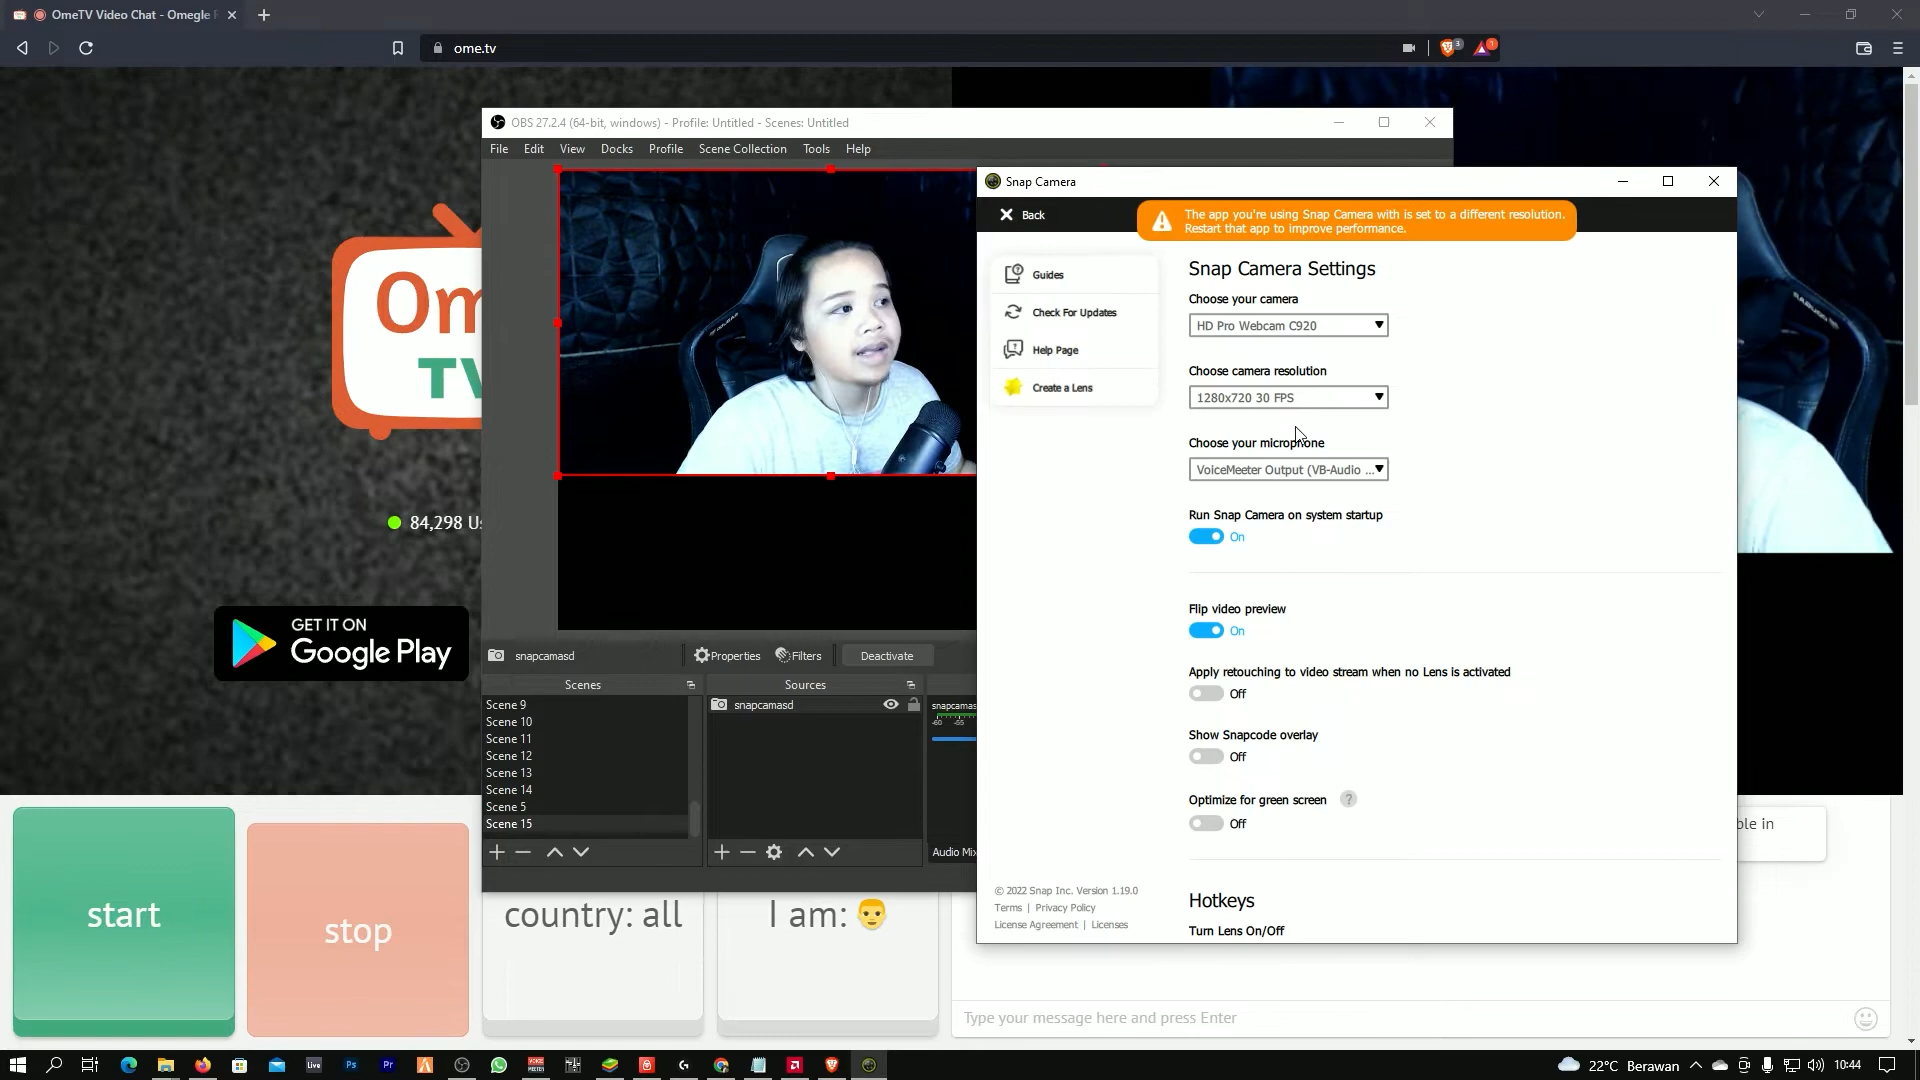 OmeTV Video Chat - Omegle
ome.tv
3
1
OBS 27.2.4 (64-bit, windows) - Profile: Untitled - Scenes: Untitled
File Edit View Docks Profile Scene Collection Tools Help
Snap Camera
Back
The app you're using Snap Camera with is set to a different resolution.
Restart that app to improve performance.
Guides
Check For Updates
Help Page
Create a Lens
Snap Camera Settings
Choose your camera
HD Pro Webcam C920
Choose camera resolution
1280x720 30 FPS
Choose your microphone
VoiceMeeter Output (VB-Audio ...
Run Snap Camera on system startup
On
Flip video preview
On
Apply retouching to video stream when no Lens is activated
Off
Show Snapcode overlay
Off
Optimize for green screen ?
Off
© 2022 Snap Inc. Version 1.19.0
Terms | Privacy Policy
License Agreement | Licenses
Hotkeys
Turn Lens On/Off
Om
TV
84,298 Us
GET IT ON
Google Play
snapcamasd
Properties
Filters
Deactivate
Scenes
Sources
Scene 9
Scene 10
Scene 11
Scene 12
Scene 13
Scene 14
Scene 5
Scene 15
snapcamasd
snapcamasd
-60 -55
Audio Mix
ble in
start
stop
country: all
I am:
Type your message here and press Enter
22°C Berawan
10:44